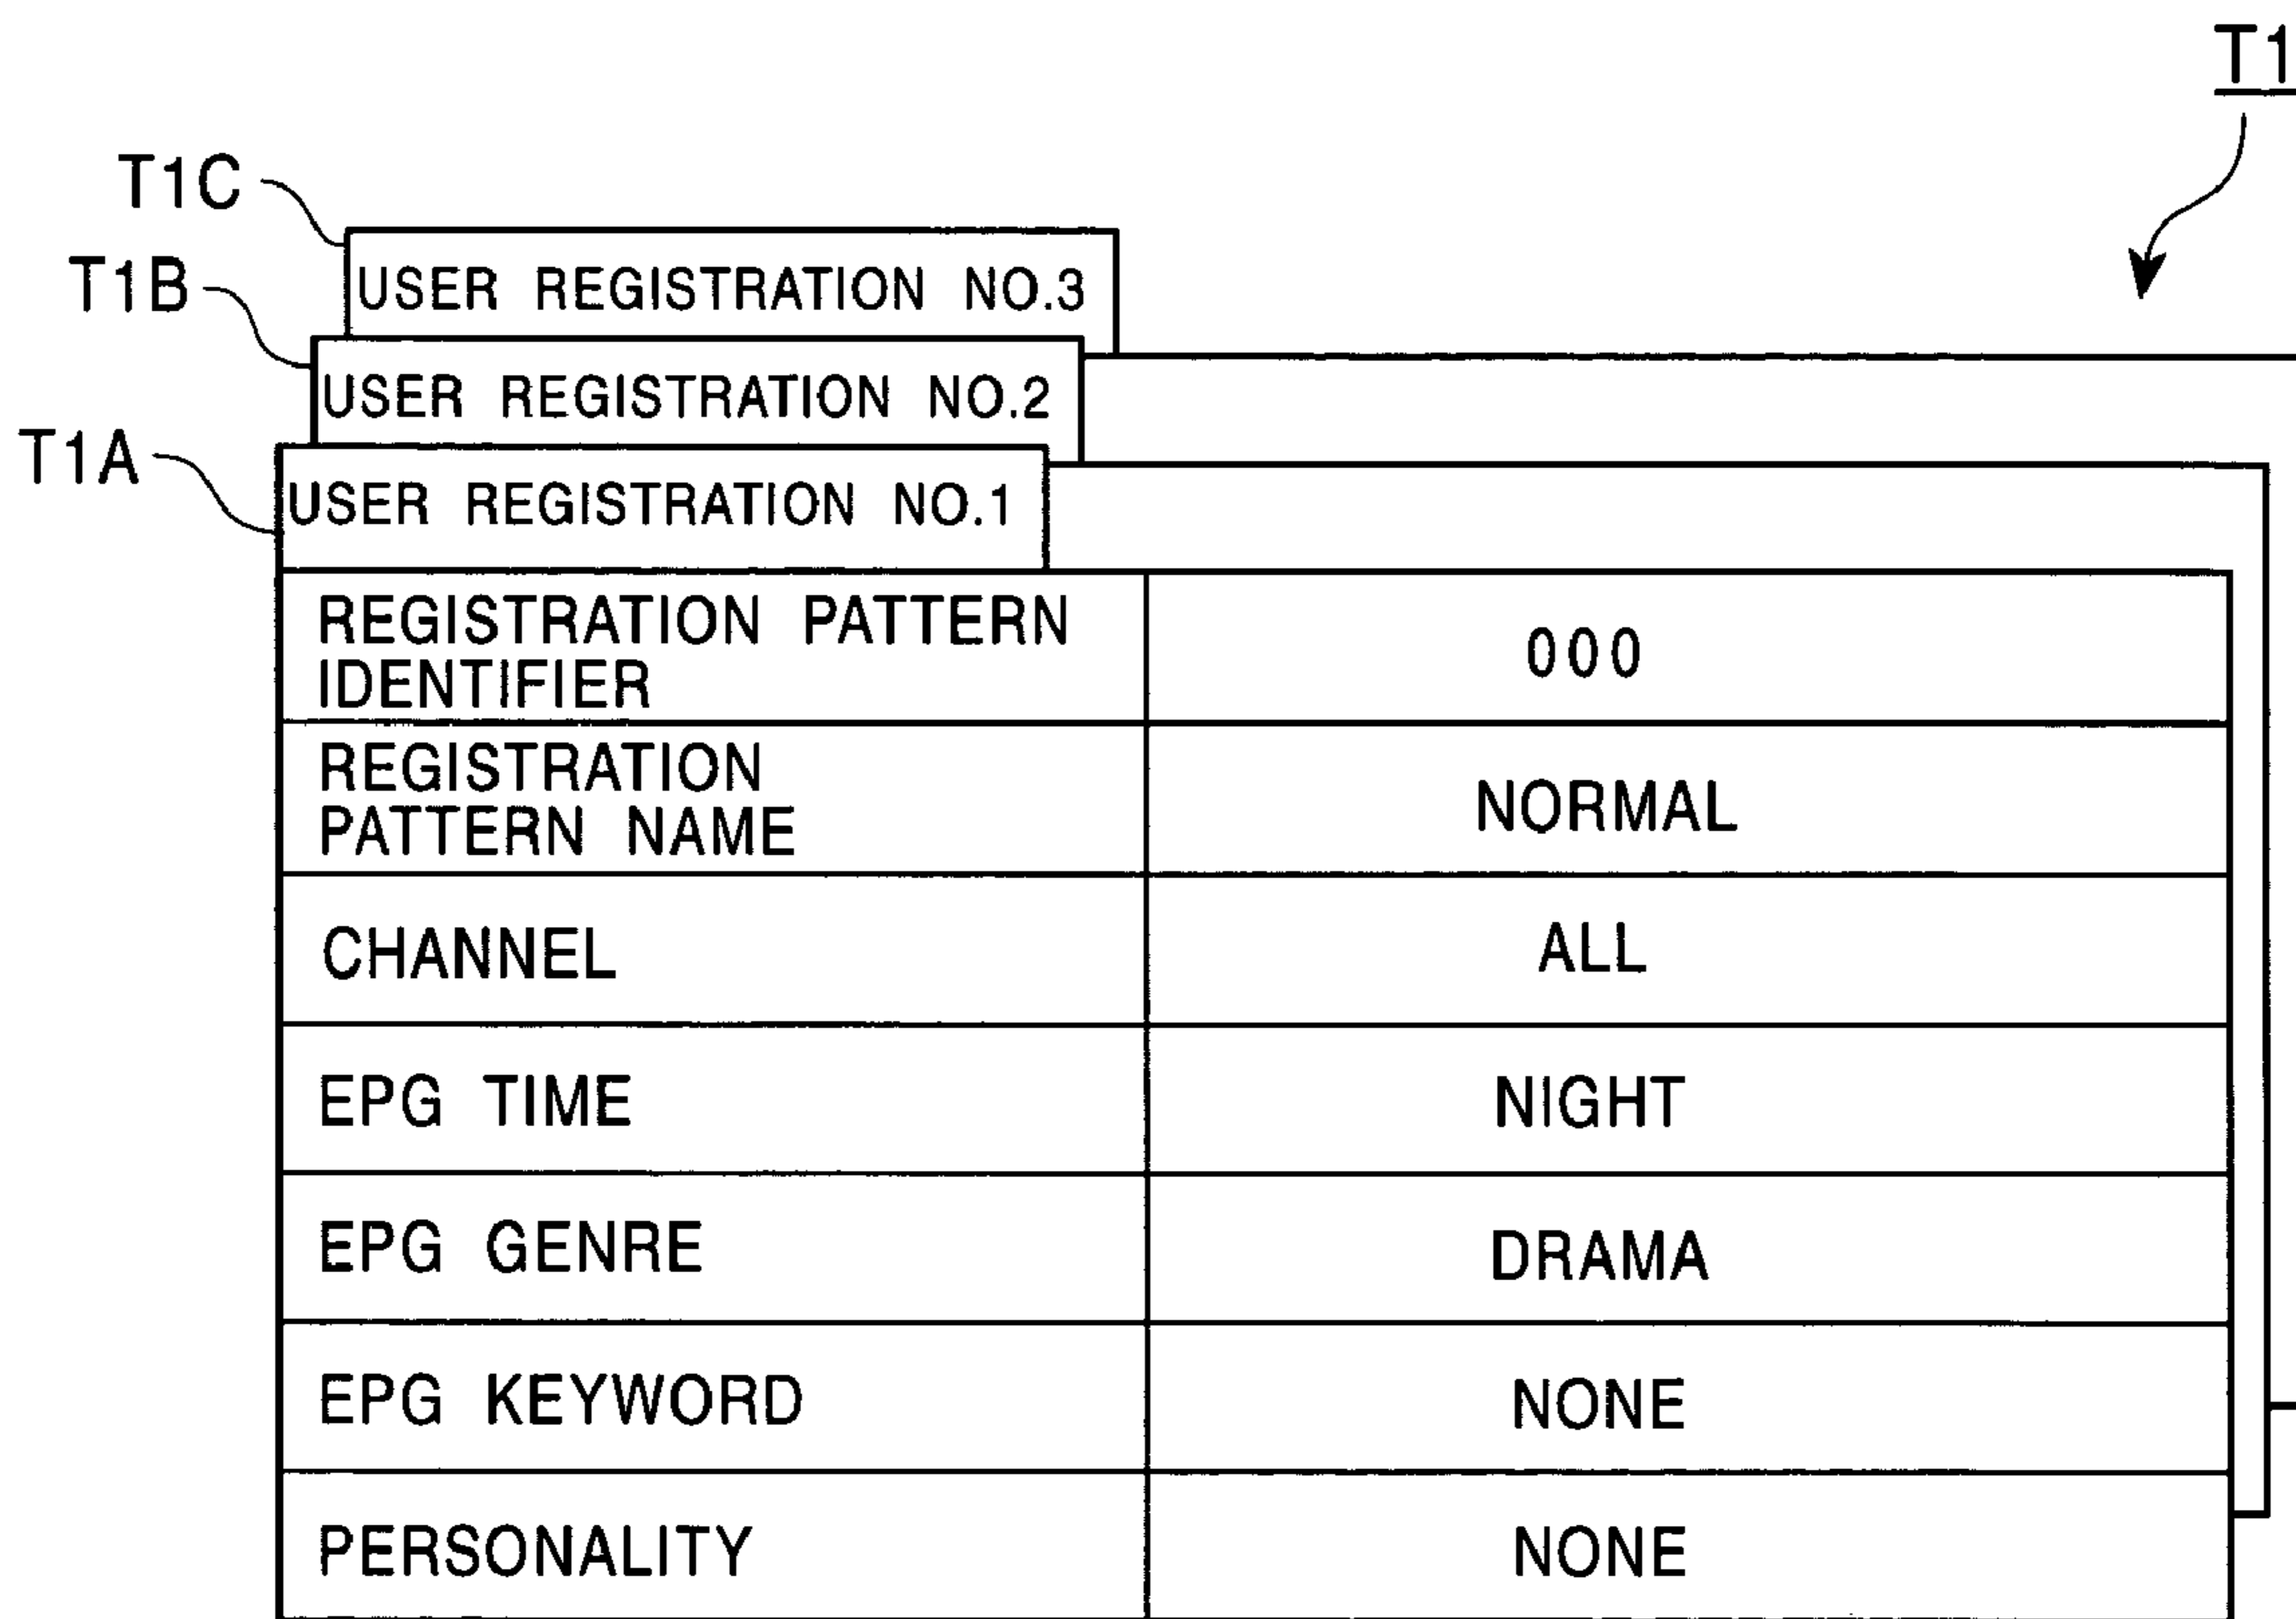 T1
T1C
USER REGISTRATION NO.3
T1B
USER REGISTRATION NO.2
T1A
USER REGISTRATION NO.1
REGISTRATION PATTERN
IDENTIFIER
000
REGISTRATION
PATTERN NAME
NORMAL
CHANNEL
ALL
EPG TIME
NIGHT
EPG GENRE
DRAMA
EPG KEYWORD
NONE
PERSONALITY
NONE